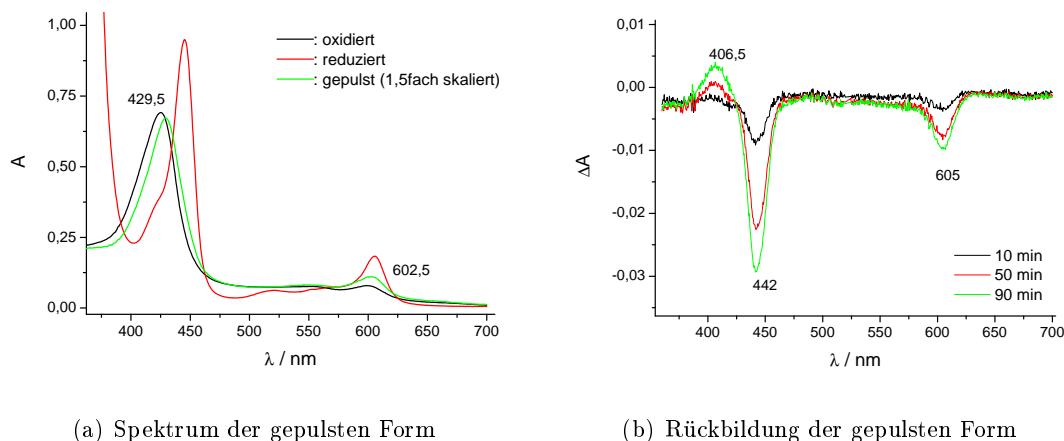 1,00
0,75
0,50
0,25
0,00
A
400 450 500 550 600 650 700
λ / nm
: oxidiert
: reduziert
: gepulst (1,5fach skaliert)
429,5
602,5
(a) Spektrum der gepulsten Form
0,01
0,00
-0,01
-0,02
-0,03
ΔA
400 450 500 550 600 650 700
λ / nm
406,5
605
442
10 min
50 min
90 min
(b) Rückbildung der gepulsten Form